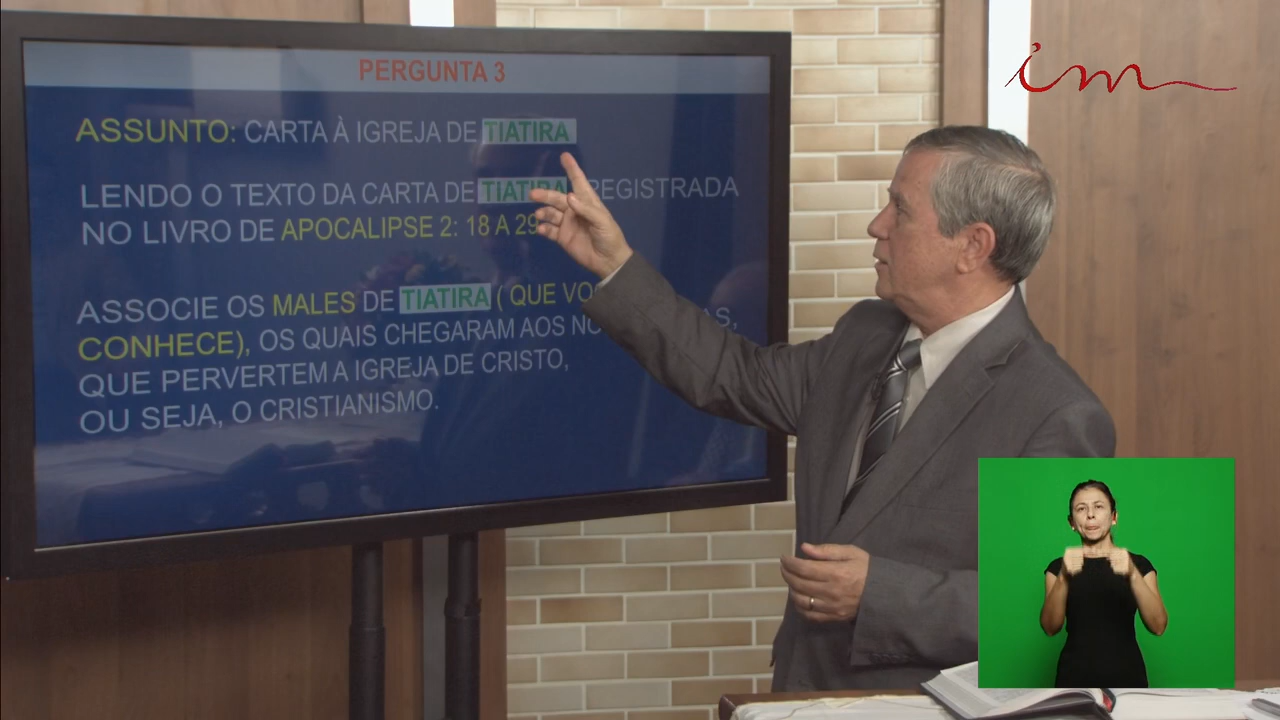 PERGUNTA 3
ASSUNTO: CARTA À IGREJA DE TIATIRA
LENDO O TEXTO DA CARTA DE TIATIRA REGISTRADA
NO LIVRO DE APOCALIPSE 2: 18 A 29
ASSOCIE OS MALES DE TIATIRA ( QUE
CONHECE), OS QUAIS CHEGARAM AOS
QUE PERVERTEM A IGREJA DE CRISTO,
OU SEJA, O CRISTIANISMO.
im